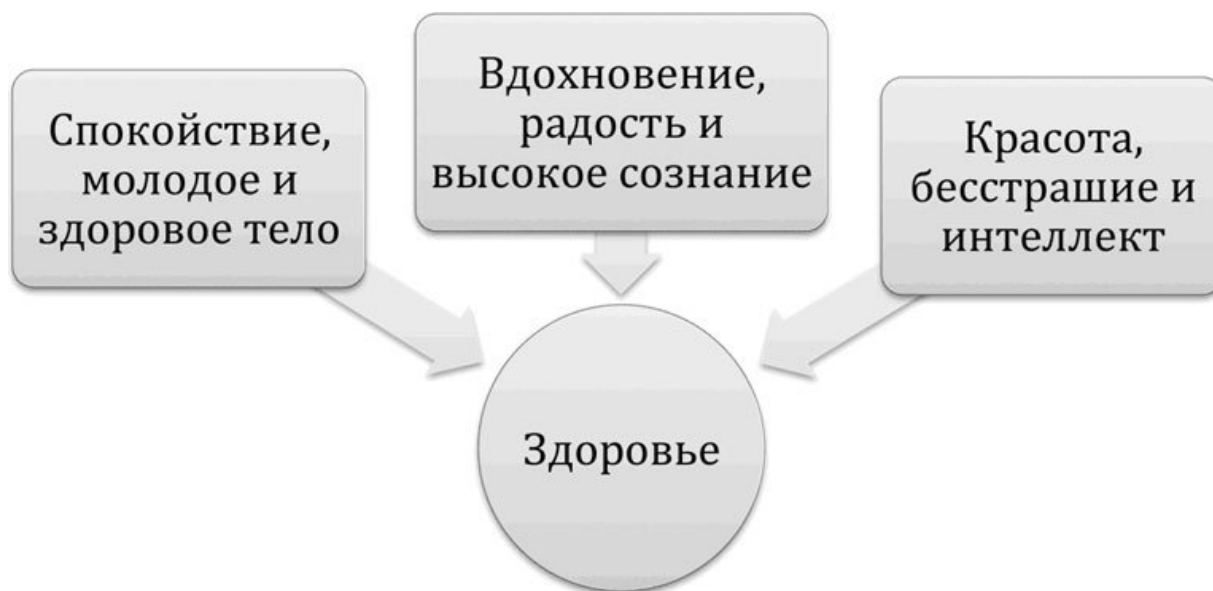 Спокойствие,
молодое и
здоровое тело
Вдохновение,
радость и
высокое сознание
Красота,
бесстрашие и
интеллект
Здоровье